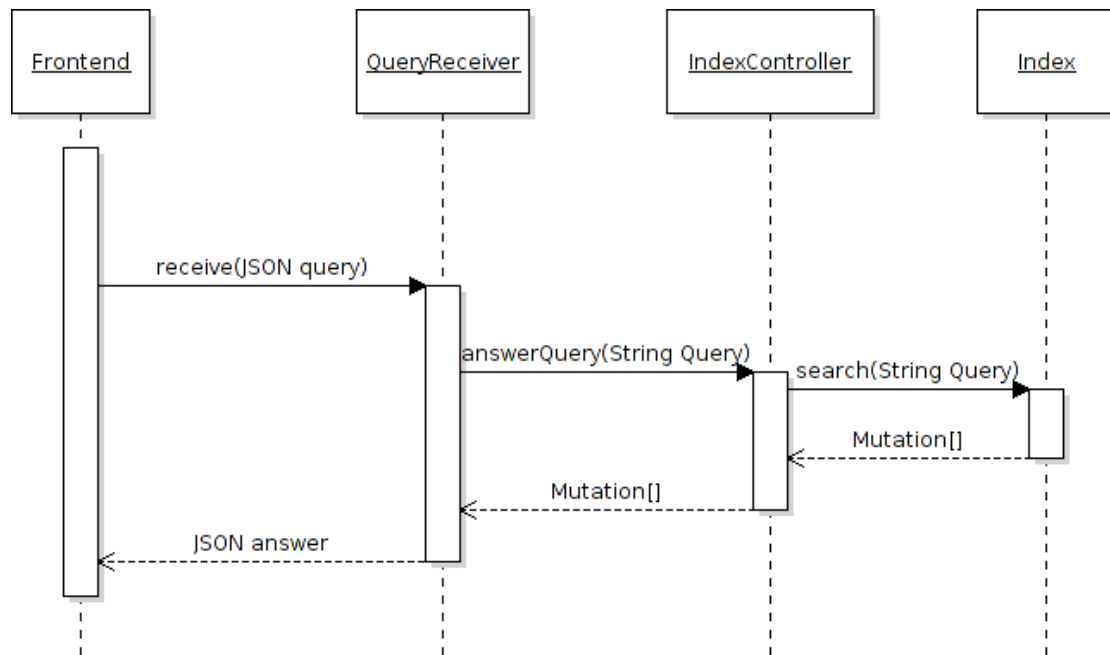 Frontend
QueryReceiver
IndexController
Index
receive(JSON query)
answerQuery(String Query)
search(String Query)
Mutation[]
Mutation[]
JSON answer